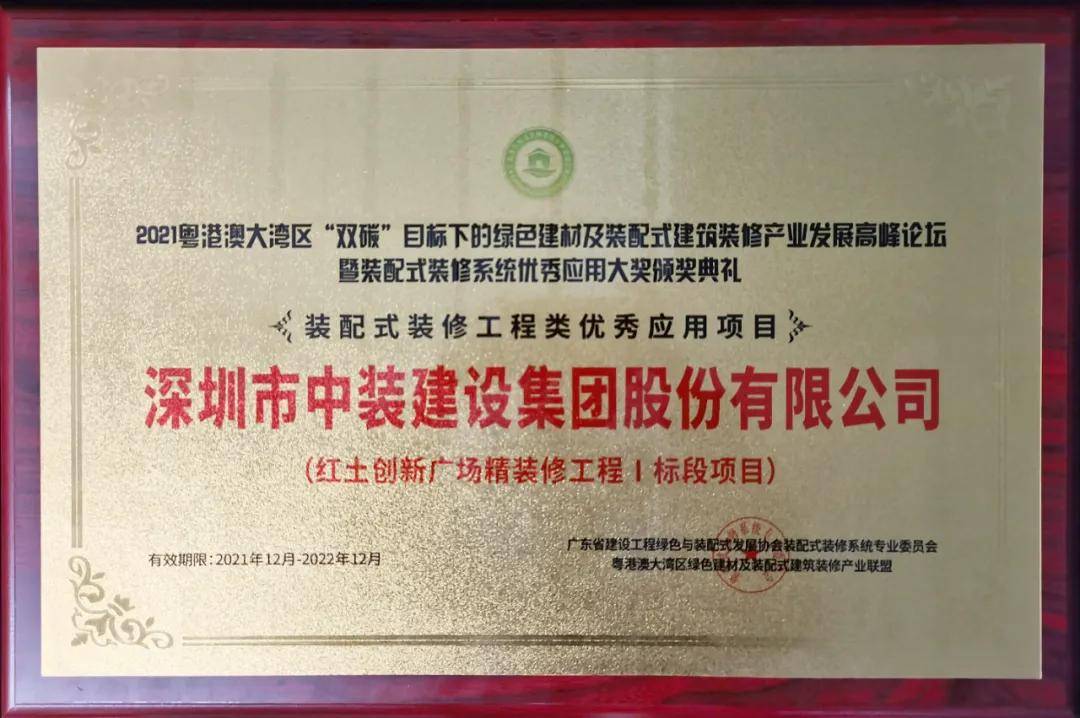 2021粤港澳大湾区“双碳”目标下的绿色建材及装配式建筑装修产业发展高峰论坛
暨装配式装修系统优秀应用大奖颁奖典礼
装配式装修工程类优秀应用项目
深圳市中装建设集团股份有限公司
(红土创新广场精装修工程Ⅰ标段项目)
有效期限:2021年12月-2022年12月
广东省建设工程绿色与装配式发展协会装配式装修系统专业委员会
粤港澳大湾区绿色建材及装配式建筑装修产业联盟